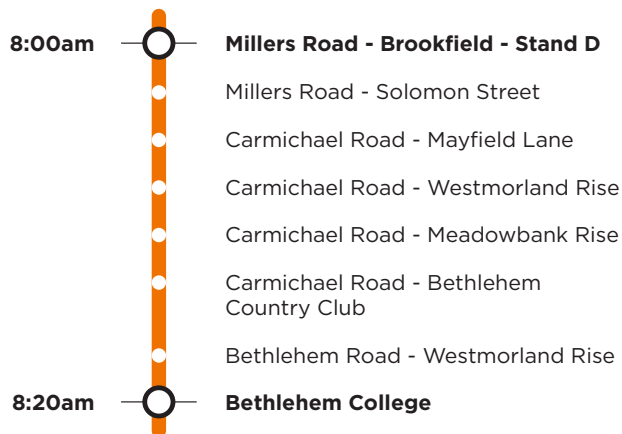 8:00am Millers Road - Brookfield - Stand D
Millers Road - Solomon Street
Carmichael Road - Mayfield Lane
Carmichael Road - Westmorland Rise
Carmichael Road - Meadowbank Rise
Carmichael Road - Bethlehem
Country Club
Bethlehem Road - Westmorland Rise
8:20am Bethlehem College